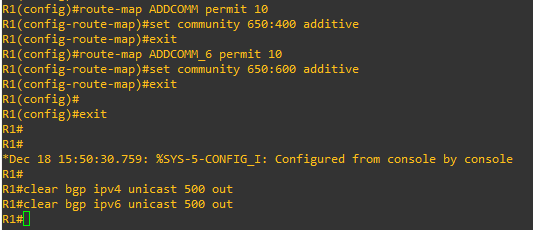 R1(config)#route-map ADDCOMM permit 10
R1(config-route-map)#set community 650:400 additive
R1(config-route-map)#exit
R1(config)#route-map ADDCOMM_6 permit 10
R1(config-route-map)#set community 650:600 additive
R1(config-route-map)#exit
R1(config)#
R1(config)#exit
R1#
R1#
*Dec 18 15:50:30.759: %SYS-5-CONFIG_I: Configured from console by console
R1#
R1#clear bgp ipv4 unicast 500 out
R1#clear bgp ipv6 unicast 500 out
R1#